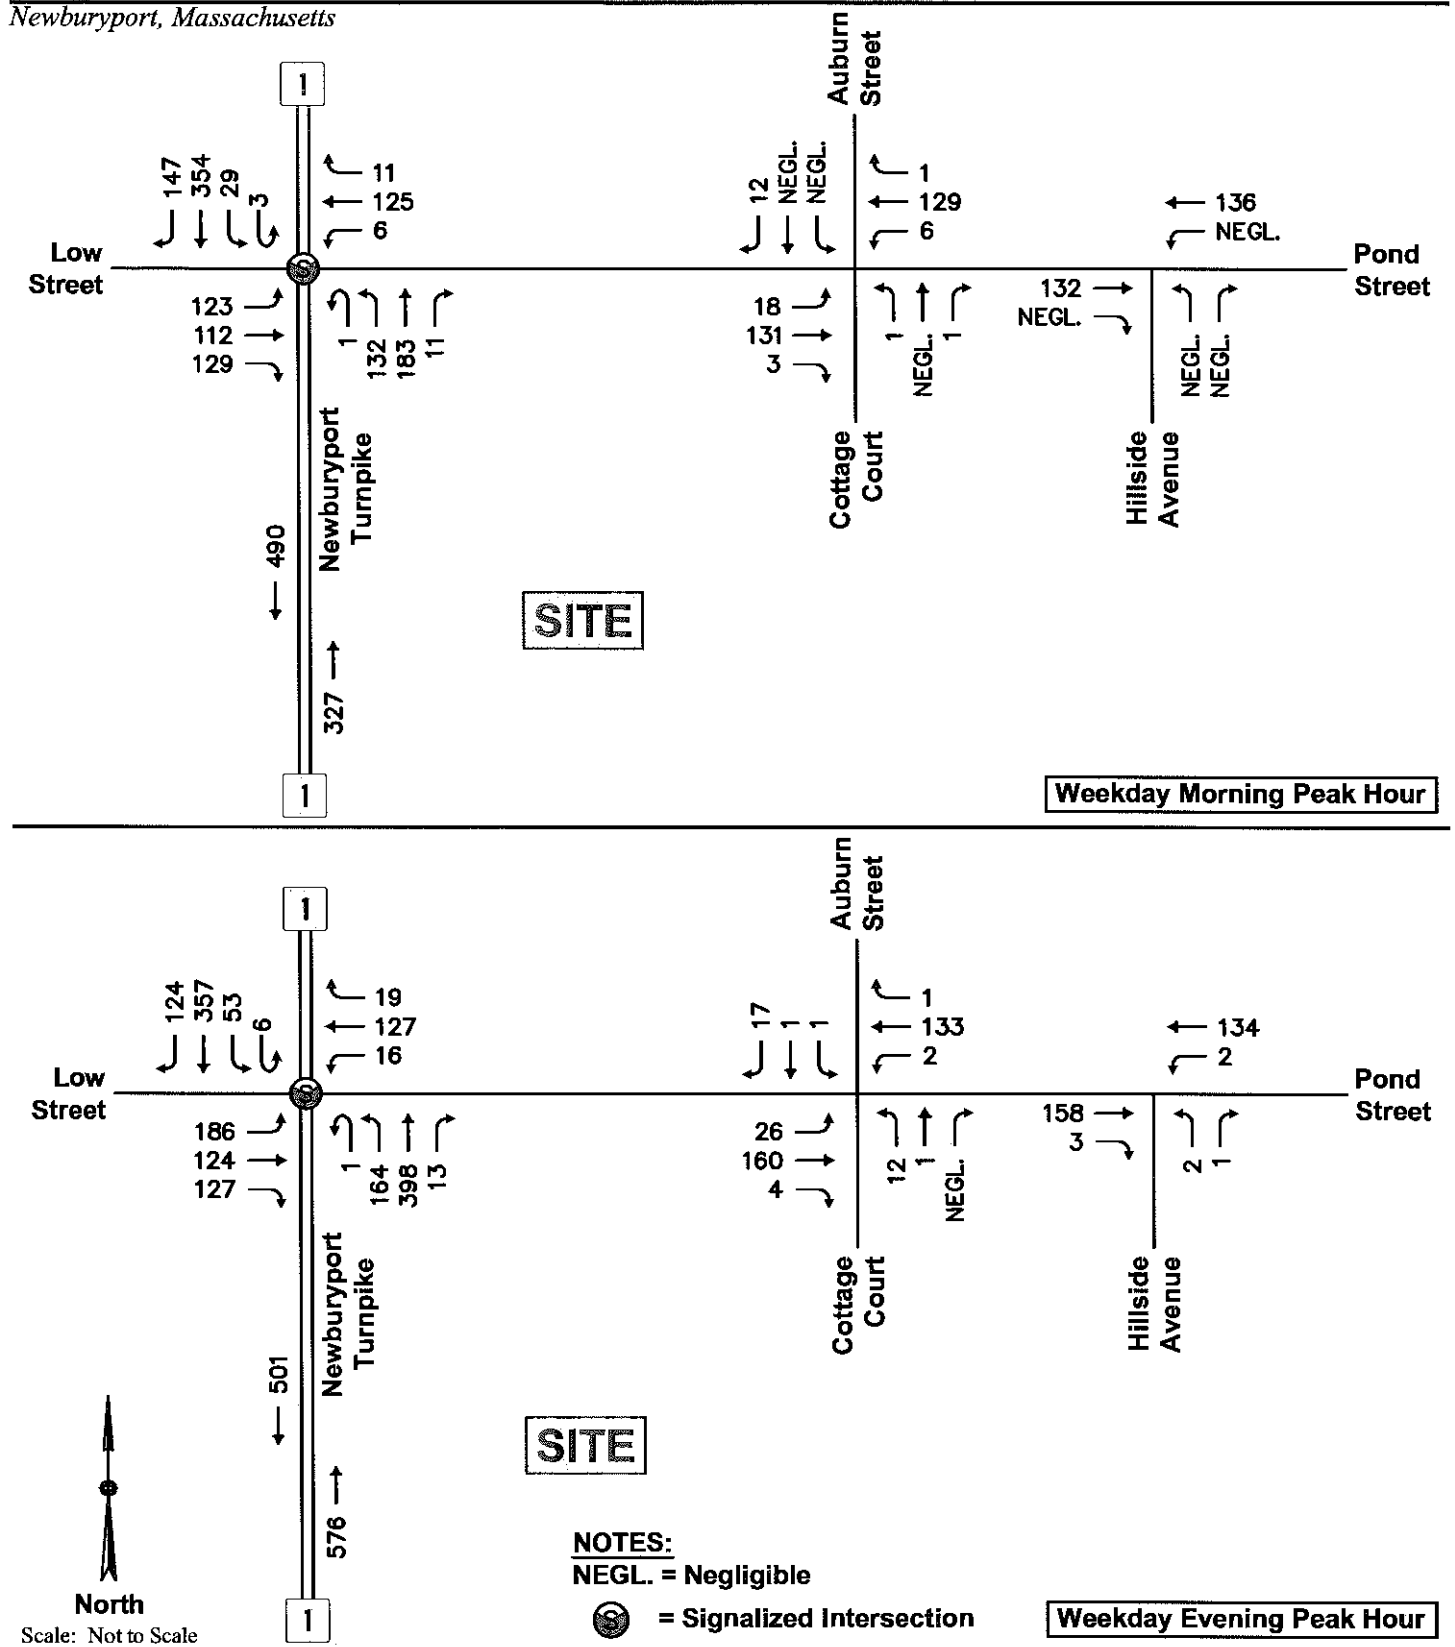 Newburyport, Massachusetts
Auburn
Street
1
147
354
29
3
11
125
6
12
NEGL.
NEGL.
1
129
6
136
NEGL.
Low
Street
S
Pond
Street
123
112
129
1
132
183
11
18
131
3
1
NEGL.
1
132
NEGL.
NEGL.
NEGL.
Newburyport
Turnpike
Cottage
Court
Hillside
Avenue
490
SITE
327
1
Weekday Morning Peak Hour
Auburn
Street
1
124
357
53
6
19
127
16
17
1
1
1
133
2
134
2
Low
Street
S
Pond
Street
186
124
127
1
164
398
13
26
160
4
12
1
NEGL.
158
3
2
1
Newburyport
Turnpike
Cottage
Court
Hillside
Avenue
501
SITE
576
NOTES:
NEGL. = Negligible
S = Signalized Intersection
North
Scale: Not to Scale
1
Weekday Evening Peak Hour